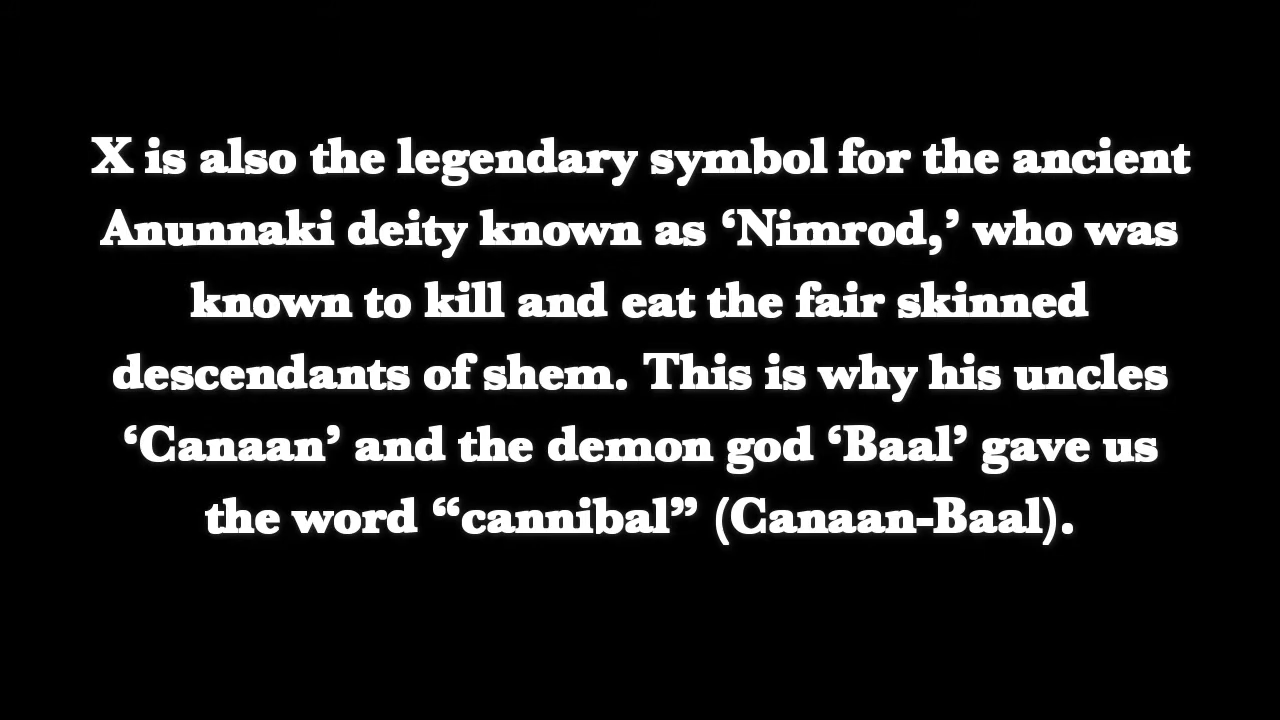 X is also the legendary symbol for the ancient
Anunnaki deity known as ‘Nimrod,’ who was
known to kill and eat the fair skinned
descendants of shem. This is why his uncles
‘Canaan’ and the demon god ‘Baal’ gave us
the word “cannibal” (Canaan-Baal).